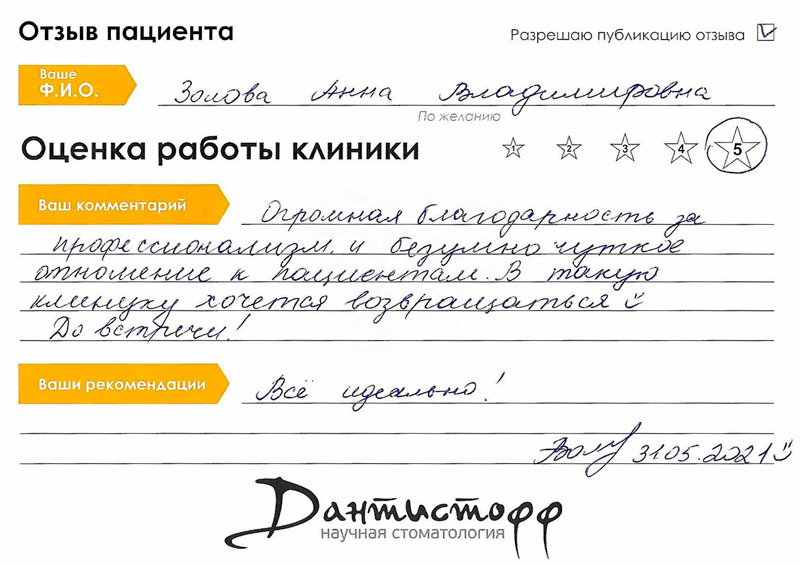 Отзыв пациента
Разрешаю публикацию отзыва
Ваше
Ф.И.О.
Золова Анна Владимировна
По желанию
Оценка работы клиники
1 2 3 4 5
Ваш комментарий
Огромная благодарность за
профессионализм, и безумно чуткое
отношение к пациентам. В такую
клинику хочется возвращаться
До встречи!
Ваши рекомендации
Всё идеально!
31.05.2021
Дантистофф
научная стоматология